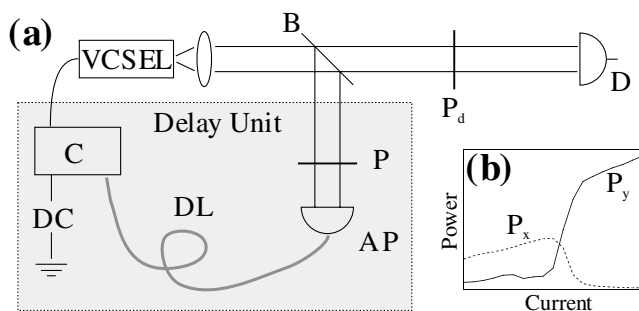 (a)
VCSEL
B
P_d
D
Delay Unit
C
P
DC
DL
AP
(b)
P_x
P_y
Power
Current